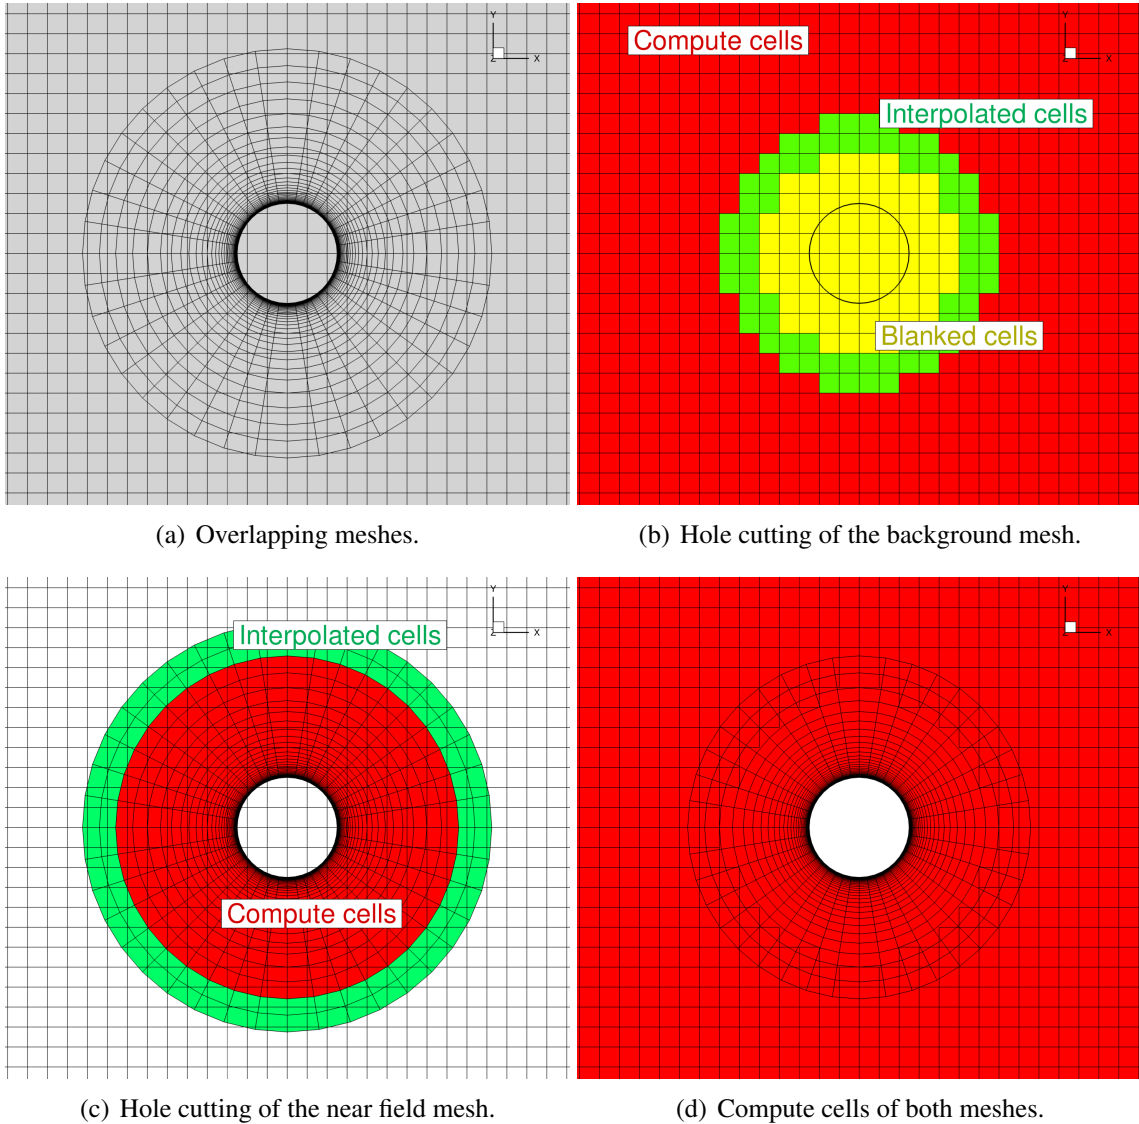 Y
Z
X
Y
X
Compute cells
Interpolated cells
Blanked cells
(a) Overlapping meshes.
(b) Hole cutting of the background mesh.
Y
Z
X
Y
X
Interpolated cells
Compute cells
(c) Hole cutting of the near field mesh.
(d) Compute cells of both meshes.